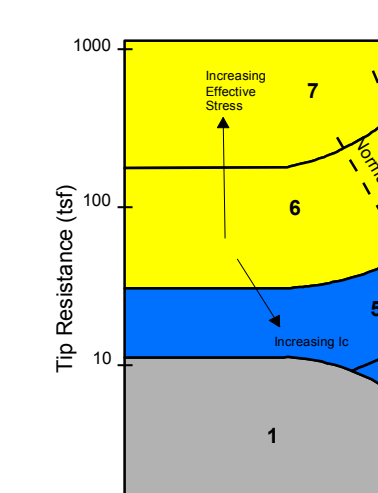 1000
Increasing
Effective
Stress
7
100
6
Tip Resistance (tsf)
5
Increasing Ic
10
1